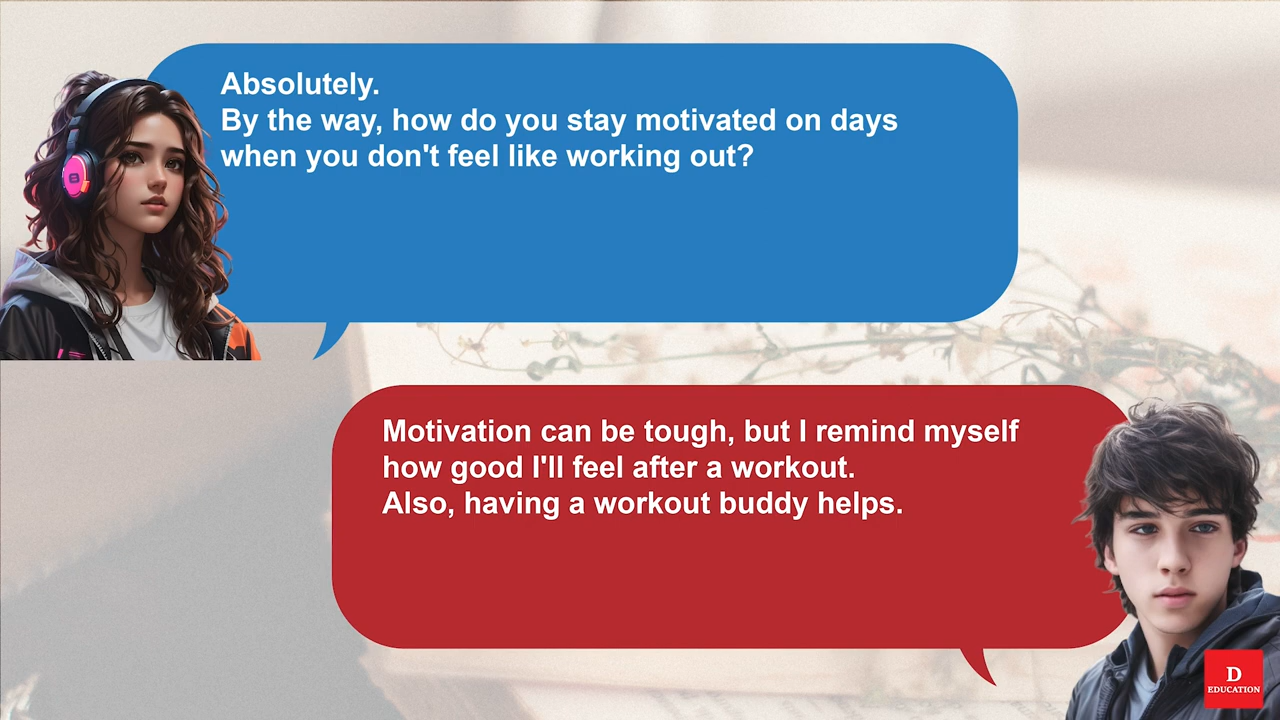 Absolutely.
By the way, how do you stay motivated on days
when you don't feel like working out?
Motivation can be tough, but I remind myself
how good I'll feel after a workout.
Also, having a workout buddy helps.
D
EDUCATION